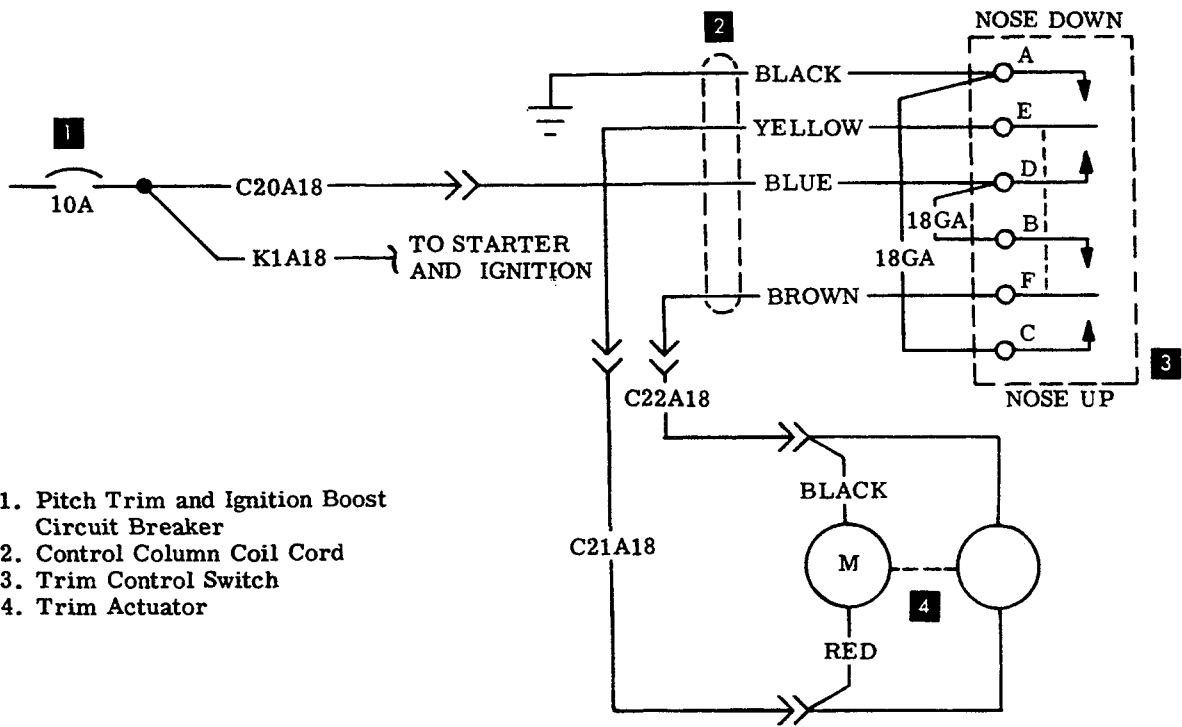 2
NOSE DOWN
A
BLACK
1
E
YELLOW
10A
C20A18
BLUE
D
18GA
B
K1A18
TO STARTER
AND IGNITION
18GA
BROWN
F
C
3
C22A18
NOSE UP
BLACK
1. Pitch Trim and Ignition Boost
Circuit Breaker
2. Control Column Coil Cord
3. Trim Control Switch
4. Trim Actuator
C21A18
M
4
RED